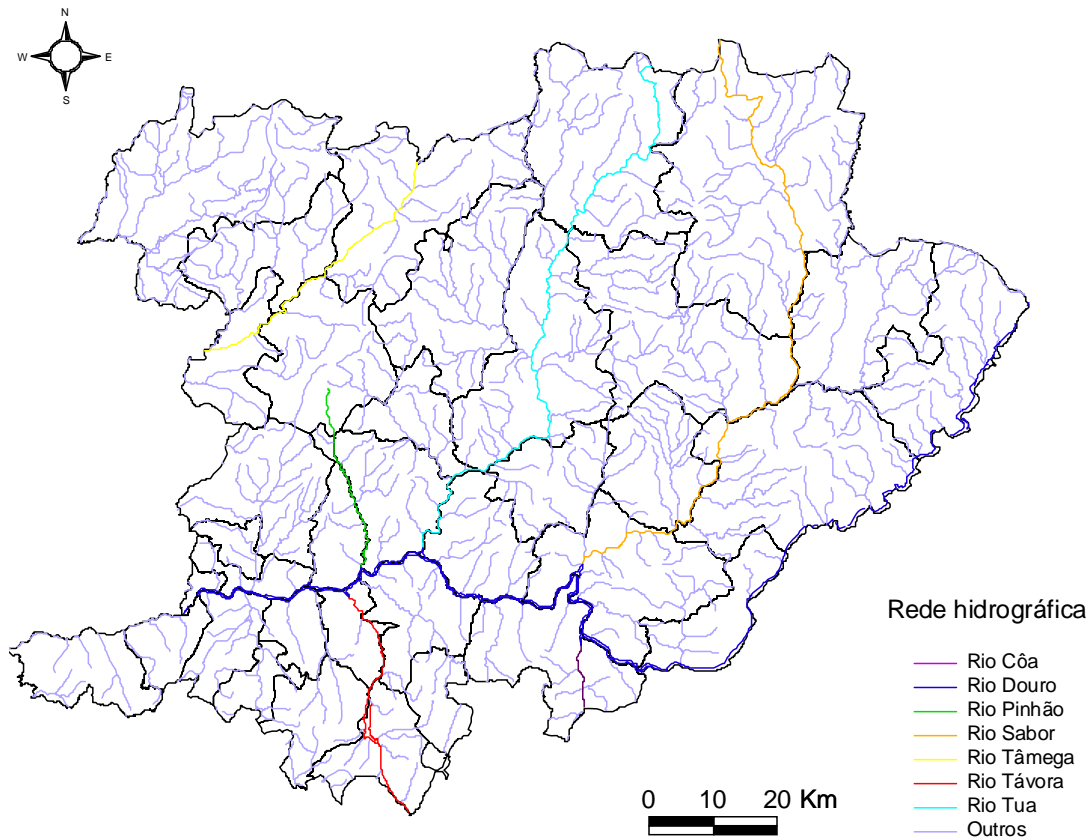 N
W E
S
Rede hidrográfica
Rio Côa
Rio Douro
Rio Pinhão
Rio Sabor
Rio Tâmega
Rio Távora
Rio Tua
Outros
0 10 20 Km